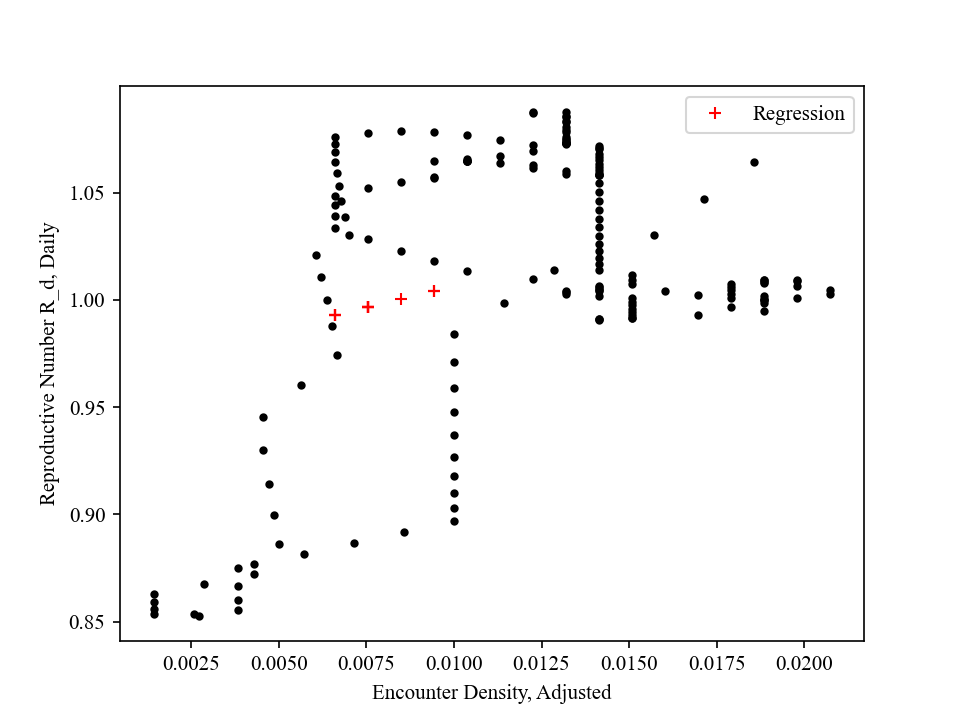 Regression
1.05
1.00
0.95
0.90
0.85
Reproductive Number R_d, Daily
0.0025 0.0050 0.0075 0.0100 0.0125 0.0150 0.0175 0.0200
Encounter Density, Adjusted